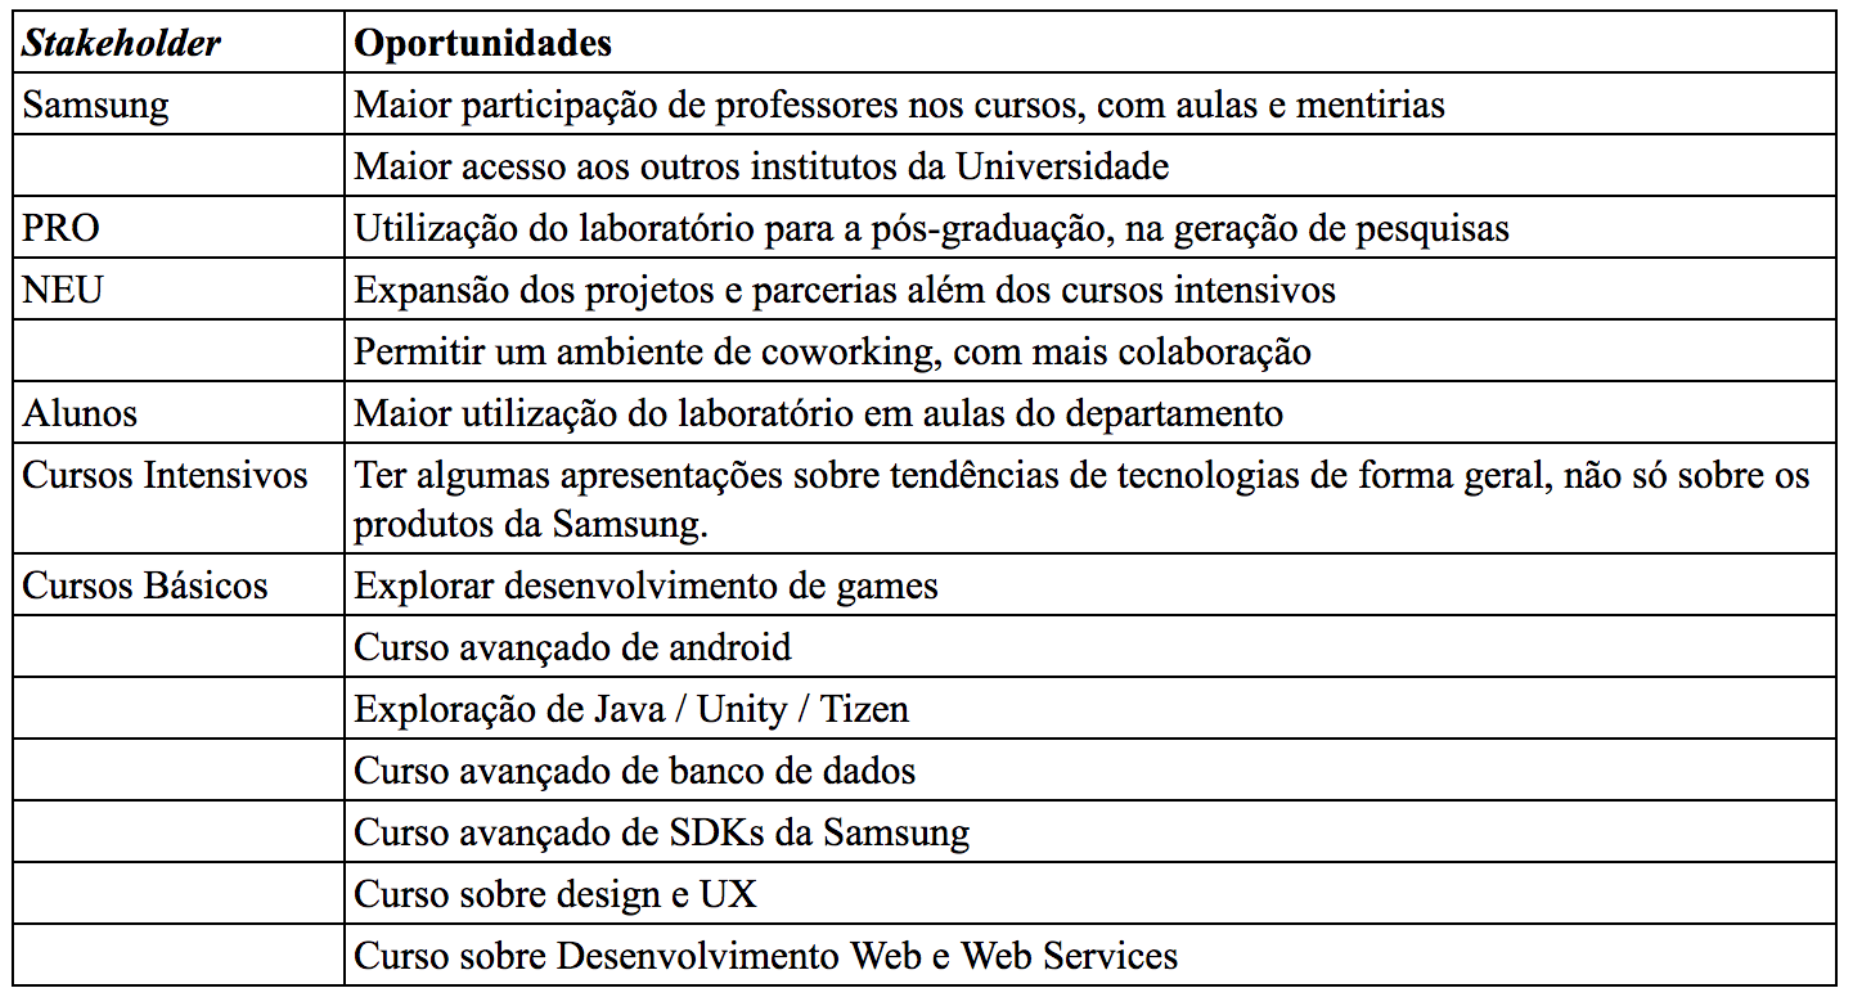 Stakeholder Oportunidades
Samsung Maior participação de professores nos cursos, com aulas e mentirias
Maior acesso aos outros institutos da Universidade
PRO Utilização do laboratório para a pós-graduação, na geração de pesquisas
NEU Expansão dos projetos e parcerias além dos cursos intensivos
Permitir um ambiente de coworking, com mais colaboração
Alunos Maior utilização do laboratório em aulas do departamento
Cursos Intensivos Ter algumas apresentações sobre tendências de tecnologias de forma geral, não só sobre os
produtos da Samsung.
Cursos Básicos Explorar desenvolvimento de games
Curso avançado de android
Exploração de Java / Unity / Tizen
Curso avançado de banco de dados
Curso avançado de SDKs da Samsung
Curso sobre design e UX
Curso sobre Desenvolvimento Web e Web Services